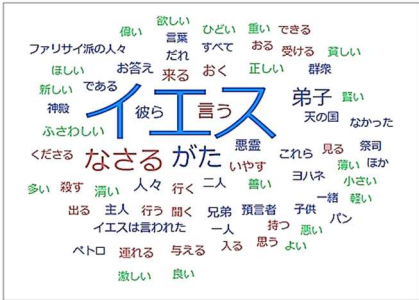 欲しい
偉い 言葉 ひどい 重い できる
ファリサイ派の人々 だれ すべて おる 受ける 貧しい
ほしい お答え 来る おく 正しい 群衆
新しい である 弟子 賢い
神殿 イエス 彼ら 言う 天の国 なかった
ふさわしい 悪霊
くださる なさる がた いやす これら 見る 祭司
薄い ほか
多い 殺す 清い 人々 行く 二人 善い ヨハネ 小さい
一緒 軽い
出る 主人 行う 聞く 兄弟 預言者 子供 パン
イエスは言われた 一人 持つ 悪い
ペトロ 連れる 与える 入る 思う よい
激しい 良い